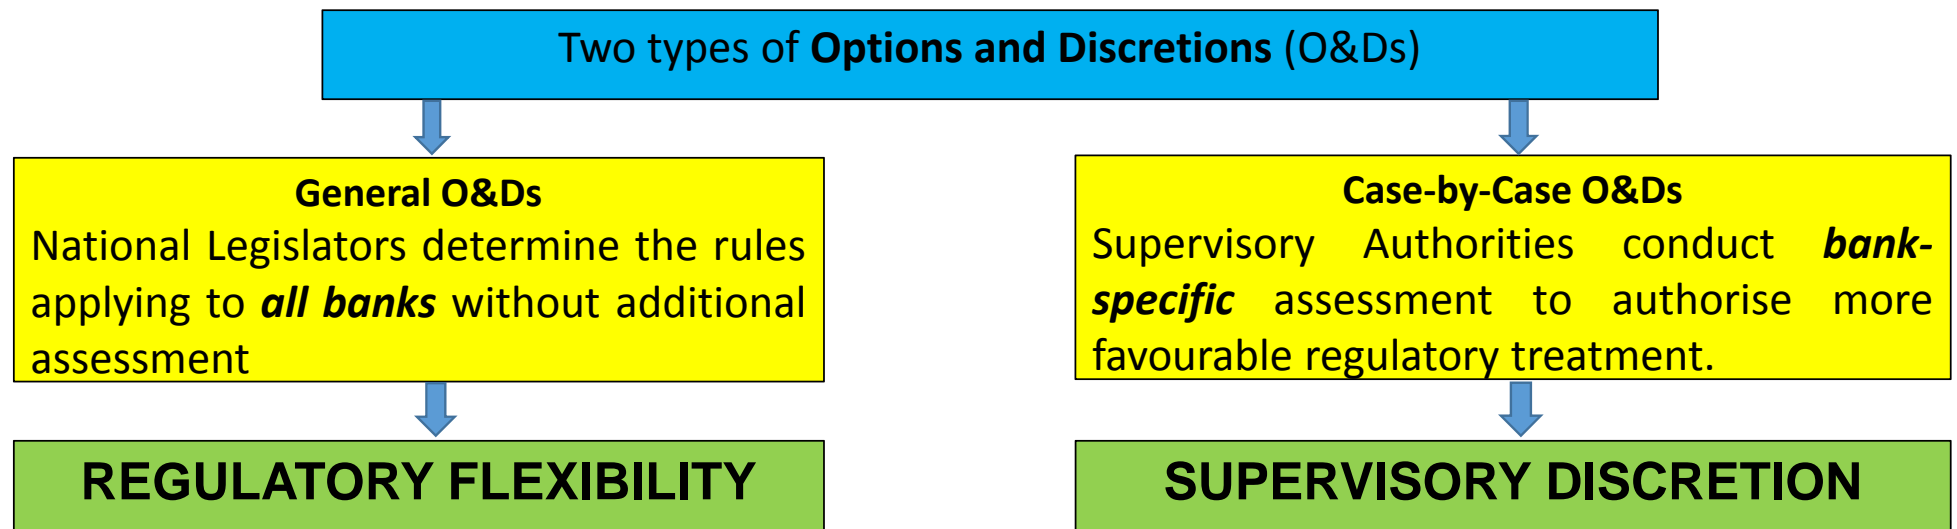 Two types of Options and Discretions (O&Ds)
General O&Ds
National Legislators determine the rules
applying to all banks without additional
assessment
Case-by-Case O&Ds
Supervisory Authorities conduct bank-
specific assessment to authorise more
favourable regulatory treatment.
REGULATORY FLEXIBILITY
SUPERVISORY DISCRETION